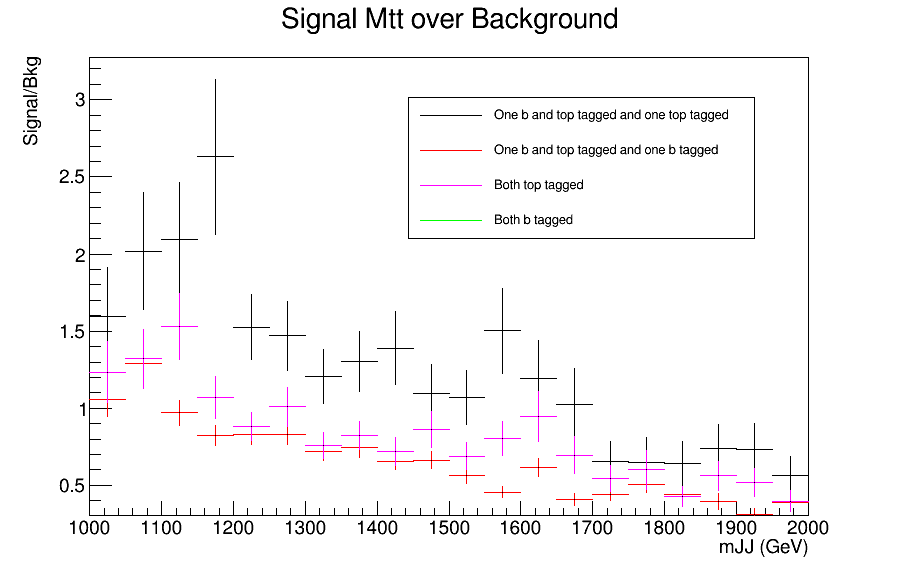 Signal Mtt over Background
Signal/Bkg
3
2.5
2
1.5
1
0.5
One b and top tagged and one top tagged
One b and top tagged and one b tagged
Both top tagged
Both b tagged
1000 1100 1200 1300 1400 1500 1600 1700 1800 1900 2000
mJJ (GeV)